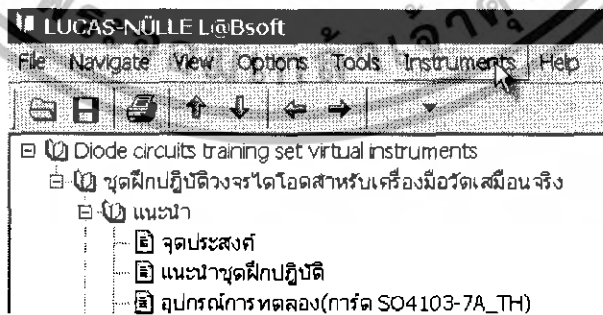 LUCAS-NÜLLE L@Bsoft
File Navigate View Options Tools Instruments Help
Diode circuits training set virtual instruments
ชุดฝึกปฏิบัติวงจรไดโอดสำหรับเครื่องมือวัดเสมือนจริง
แนะนำ
จุดประสงค์
แนะนำชุดฝึกปฏิบัติ
อุปกรณ์การทดลอง(การ์ด SO4103-7A_TH)